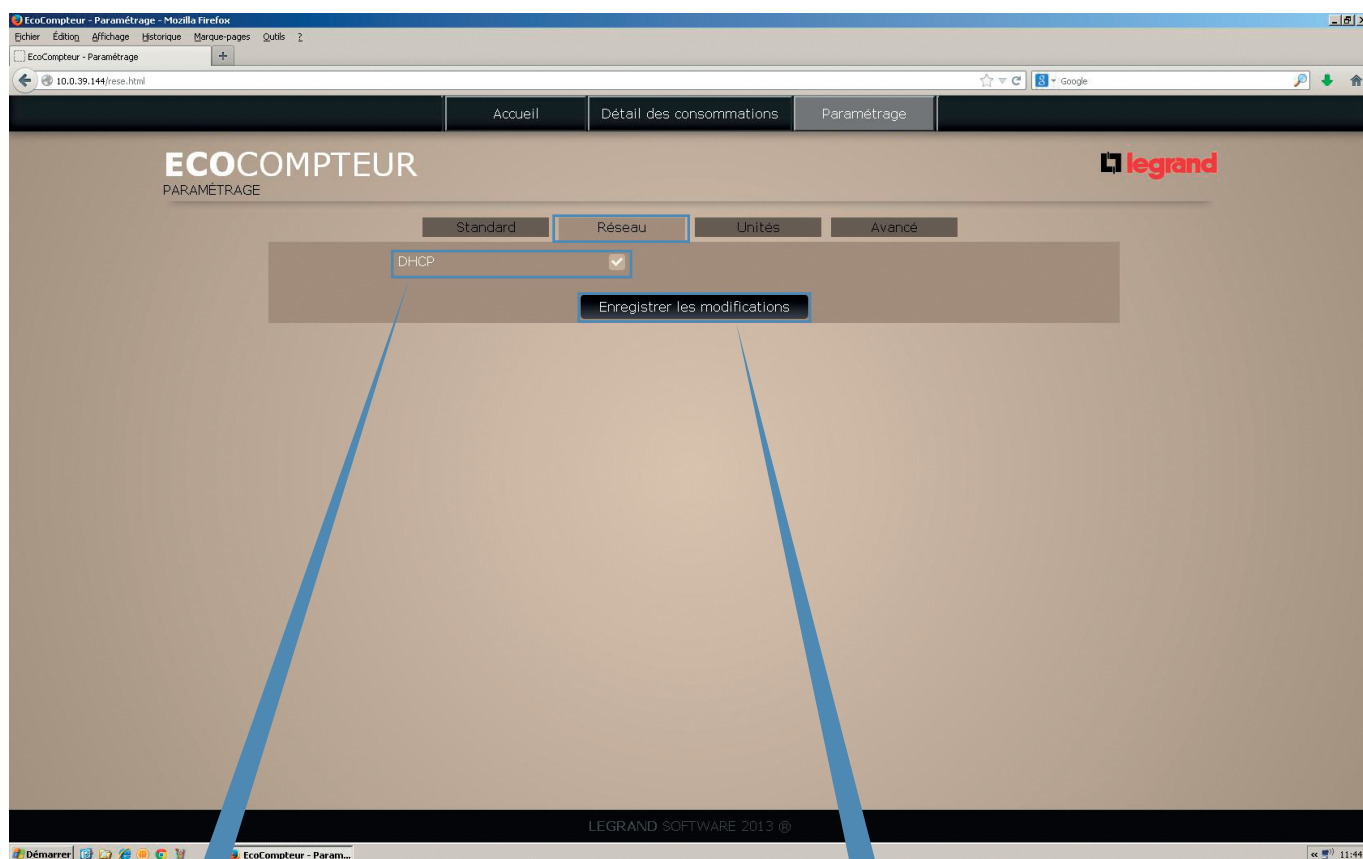 EcoCompteur - Paramétrage - Mozilla Firefox
Fichier Édition Affichage Historique Marque-pages Outils ?
EcoCompteur - Paramétrage +
10.0.39.144/rese.html
8 Google
Accueil Détail des consommations Paramétrage
ECOCOMPTEUR
legrand
PARAMÉTRAGE
Standard Réseau Unités Avancé
DHCP
Enregistrer les modifications
LEGRAND SOFTWARE 2013 ®
Démarrer EcoCompteur - Param... 11:44